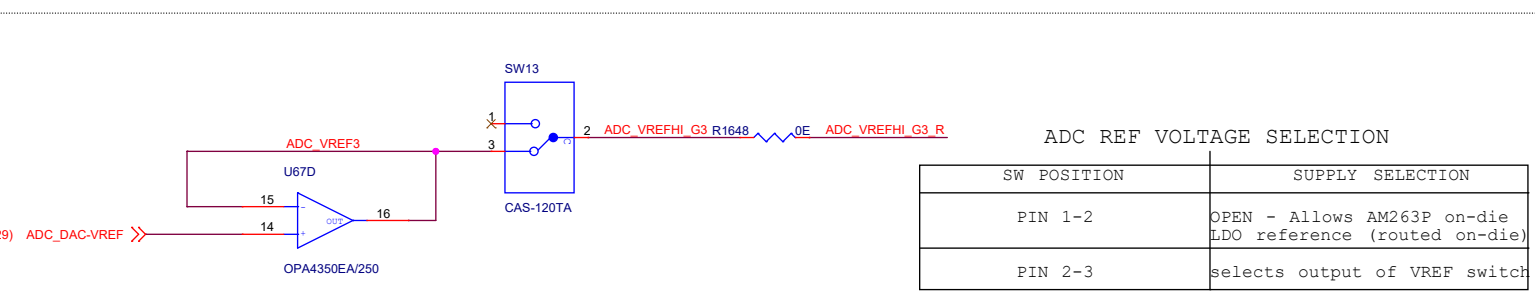 SW13
1
2
ADC_VREFHI_G3
R1648
0E
ADC_VREFHI_G3_R
ADC_VREF3
3
C
U67D
15
-
OUT
16
14
+
CAS-120TA
29)
ADC_DAC-VREF
OPA4350EA/250
ADC REF VOLTAGE SELECTION
SW POSITION
SUPPLY SELECTION
PIN 1-2
OPEN - Allows AM263P on-die
LDO reference (routed on-die)
PIN 2-3
selects output of VREF switch